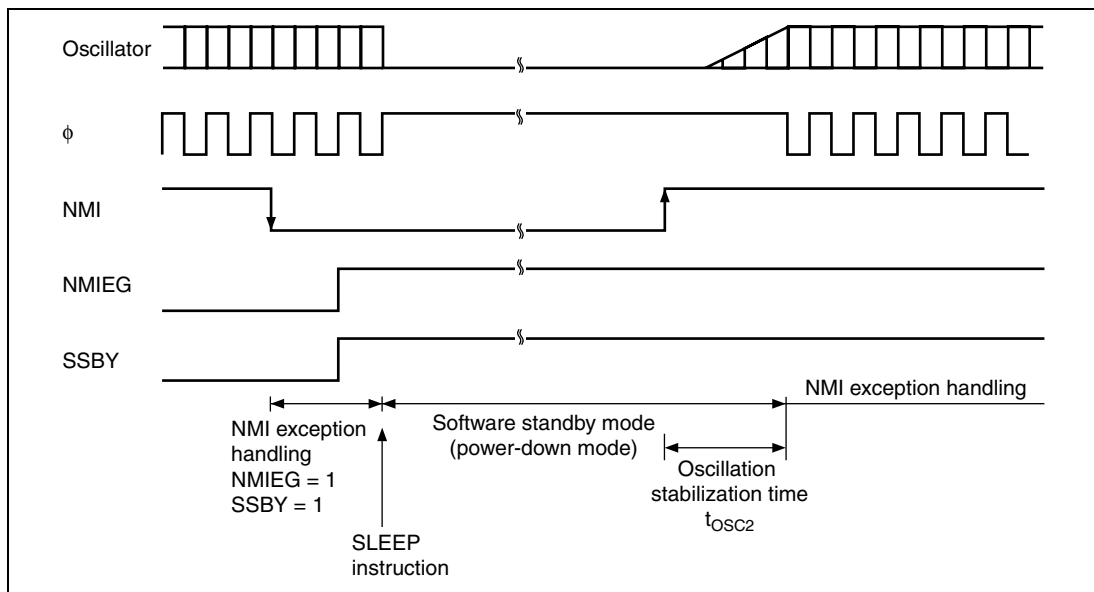 Oscillator
φ
NMI
NMIEG
SSBY
NMI exception
handling
NMIEG = 1
SSBY = 1
SLEEP
instruction
Software standby mode
(power-down mode)
Oscillation
stabilization time
tOSC2
NMI exception handling